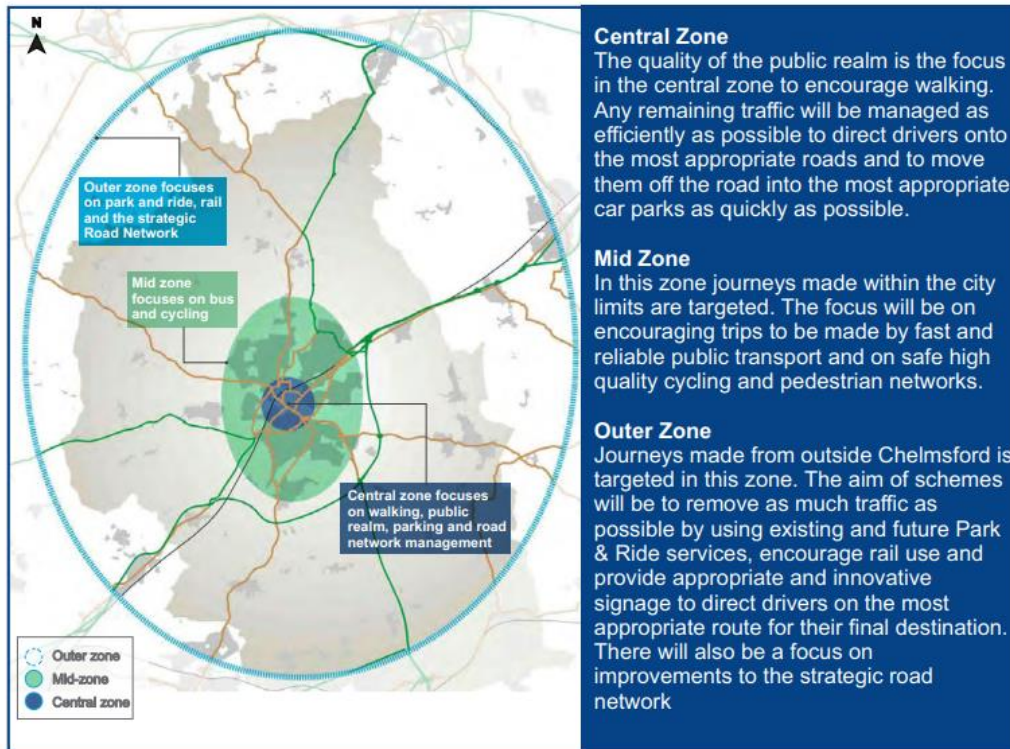 N
Outer zone focuses
on park and ride, rail
and the strategic
Road Network
Mid zone
focuses on bus
and cycling
Central zone focuses
on walking, public
realm, parking and road
network management
Outer zone
Mid-zone
Central zone
Central Zone
The quality of the public realm is the focus
in the central zone to encourage walking.
Any remaining traffic will be managed as
efficiently as possible to direct drivers onto
the most appropriate roads and to move
them off the road into the most appropriate
car parks as quickly as possible.
Mid Zone
In this zone journeys made within the city
limits are targeted. The focus will be on
encouraging trips to be made by fast and
reliable public transport and on safe high
quality cycling and pedestrian networks.
Outer Zone
Journeys made from outside Chelmsford is
targeted in this zone. The aim of schemes
will be to remove as much traffic as
possible by using existing and future Park
& Ride services, encourage rail use and
provide appropriate and innovative
signage to direct drivers on the most
appropriate route for their final destination.
There will also be a focus on
improvements to the strategic road
network